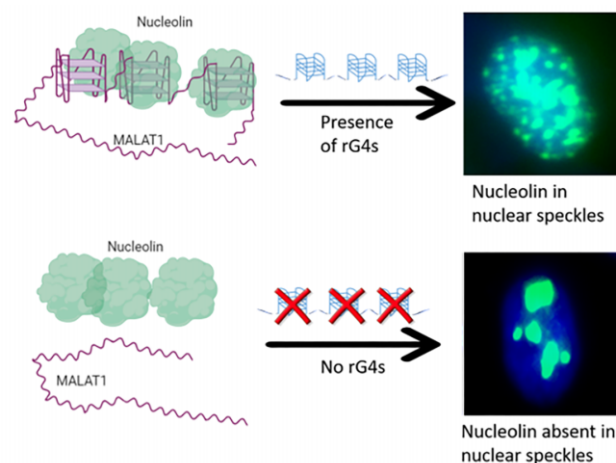 Nucleolin
MALAT1
Presence
of rG4s
Nucleolin in
nuclear speckles
Nucleolin
MALAT1
No rG4s
Nucleolin absent in
nuclear speckles